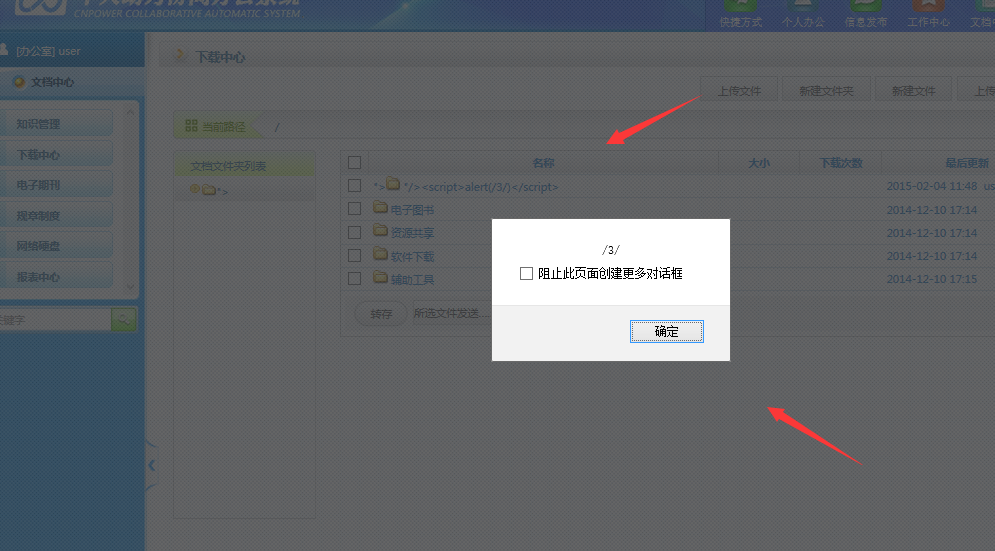 CNPOWER COLLABORATIVE AUTOMATIC SYSTEM
快捷方式 个人办公 信息发布 工作中心
[办公室] user
文档中心
知识管理
下载中心
电子期刊
规章制度
网络硬盘
报表中心
关键字
下载中心
上传文件 新建文件夹 新建文件 上传
当前路径 /
文档文件夹列表
">
名称 大小 下载次数 最后更新
"> "/><script>alert(/3/)</script> 2015-02-04 11:48 us
电子图书 2014-12-10 17:14
资源共享 2014-12-10 17:14
软件下载 2014-12-10 17:14
辅助工具 2014-12-10 17:15
转存 所选文件发送....
/3/
阻止此页面创建更多对话框
确定